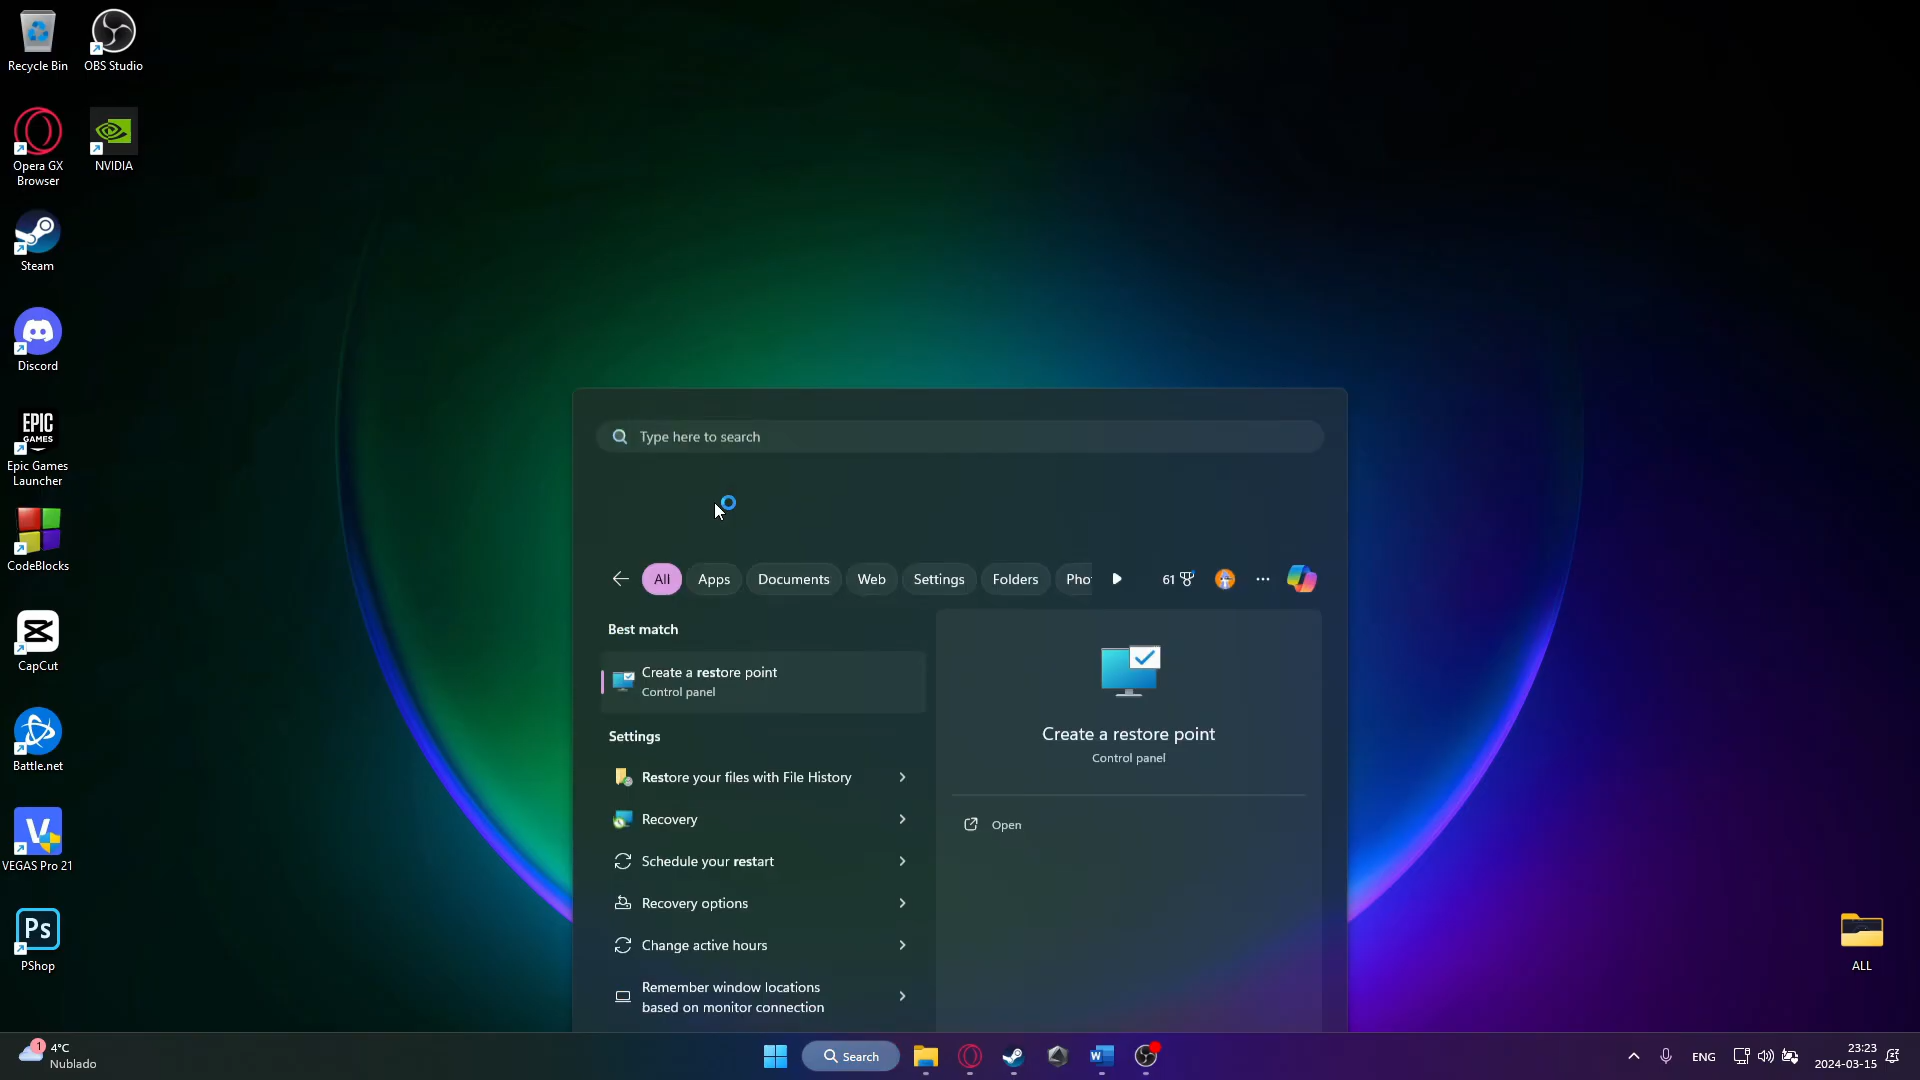 Recycle Bin
OBS Studio
Opera GX
Browser
NVIDIA
Steam
Discord
EPIC
GAMES
Epic Games
Launcher
CodeBlocks
CapCut
Battle.net
V
VEGAS Pro 21
Ps
PShop
Type here to search
All
Apps
Documents
Web
Settings
Folders
Pho
61
Best match
Create a restore point
Control panel
Settings
Restore your files with File History
Recovery
Schedule your restart
Recovery options
Change active hours
Remember window locations
based on monitor connection
Create a restore point
Control panel
Open
ALL
1
4°C
Nublado
Search
W
ENG
23:23
2024-03-15